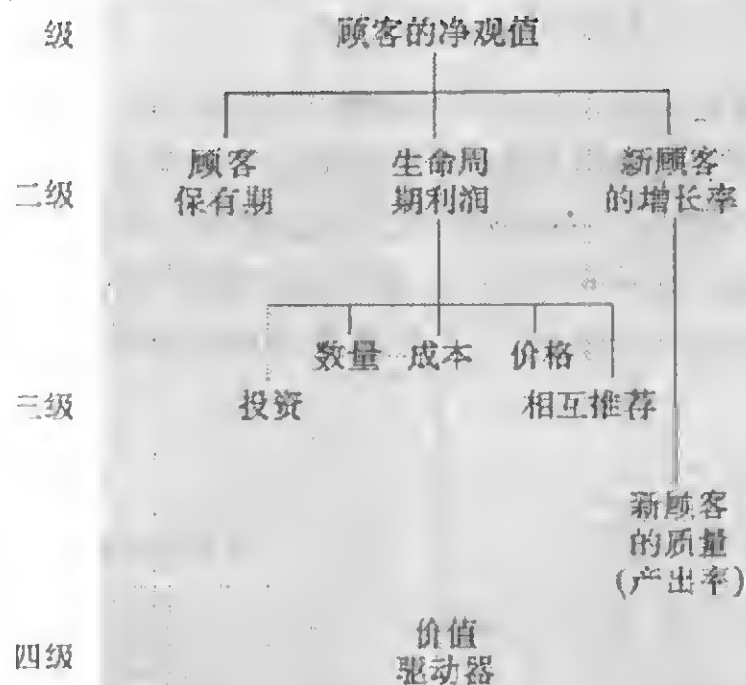 级 顾客的净观值
顾客 生命周 新顾客
二级 保有期 期利润 的增长率
数量 成本 价格
三级 投资 相互推荐
新顾客
的质量
(产出率)
价值
四级 驱动器